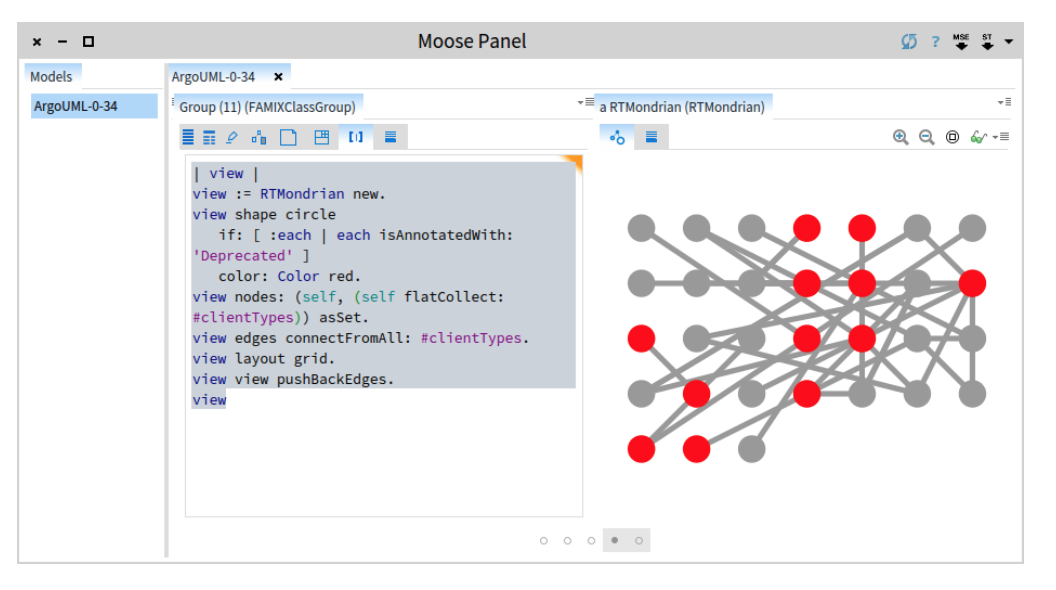 Moose Panel
? MSE ST
Models
ArgoUML-0-34
ArgoUML-0-34
Group (11) (FAMIXClassGroup)
a RTMondrian (RTMondrian)
| view |
view := RTMondrian new.
view shape circle
if: [ :each | each isAnnotatedWith:
'Deprecated' ]
color: Color red.
view nodes: (self, (self flatCollect:
#clientTypes)) asSet.
view edges connectFromAll: #clientTypes.
view layout grid.
view view pushBackEdges.
view